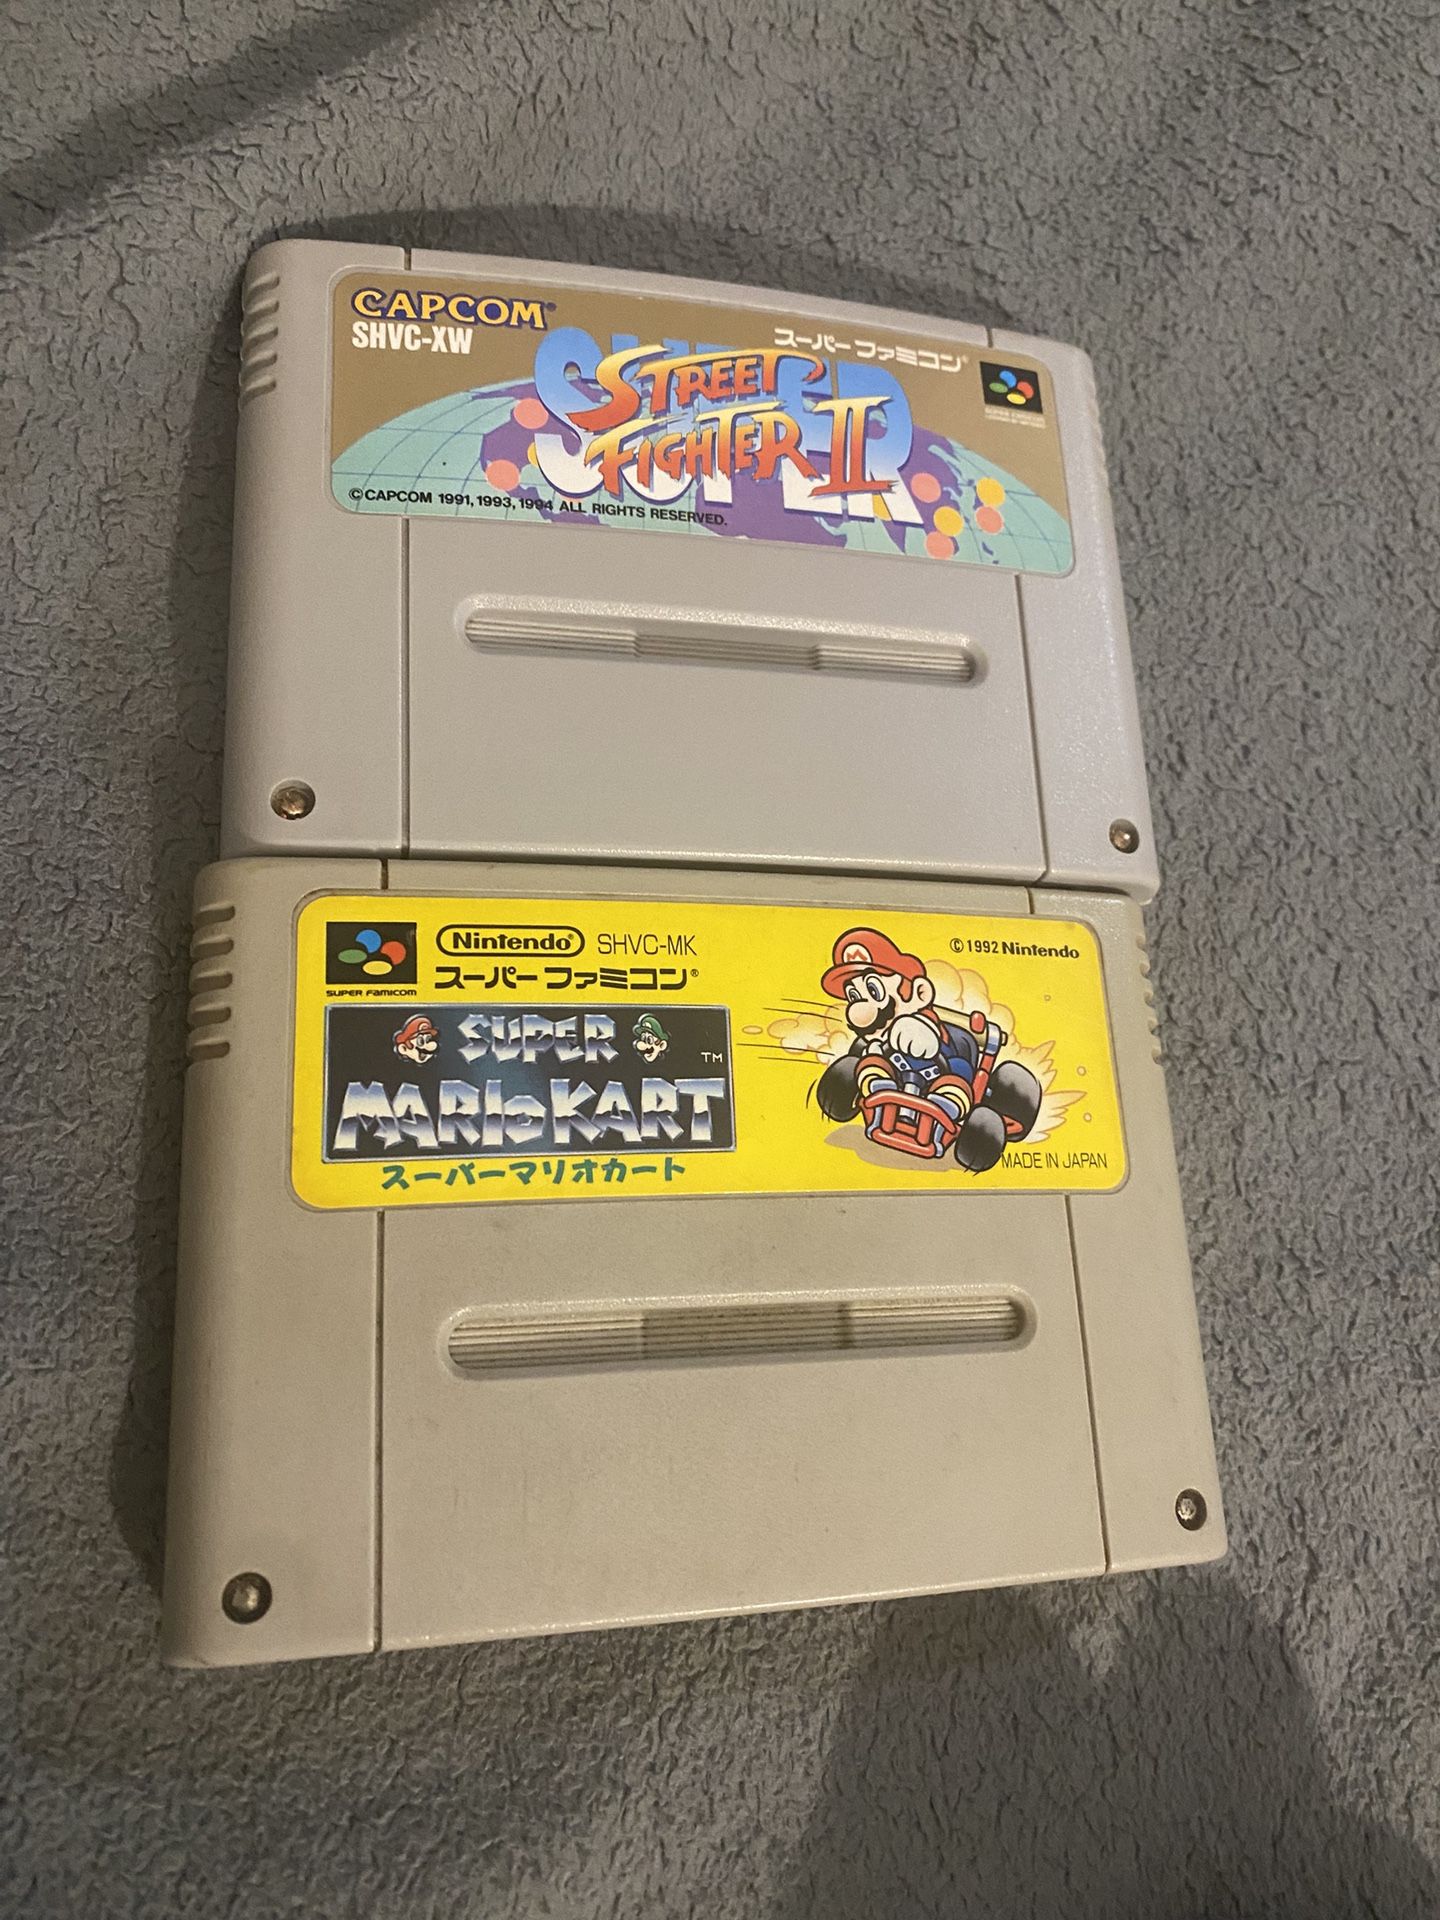 CAPCOM®
SHVC-XW
スーパーファミコン®
SUPER
STREET
FIGHTER II
©CAPCOM 1991,1993,1994 ALL RIGHTS RESERVED.
SUPER FAMICOM
Nintendo® SHVC-MK
スーパーファミコン®
©1992 Nintendo
SUPER
MARIO KART™
スーパーマリオカート
MADE IN JAPAN